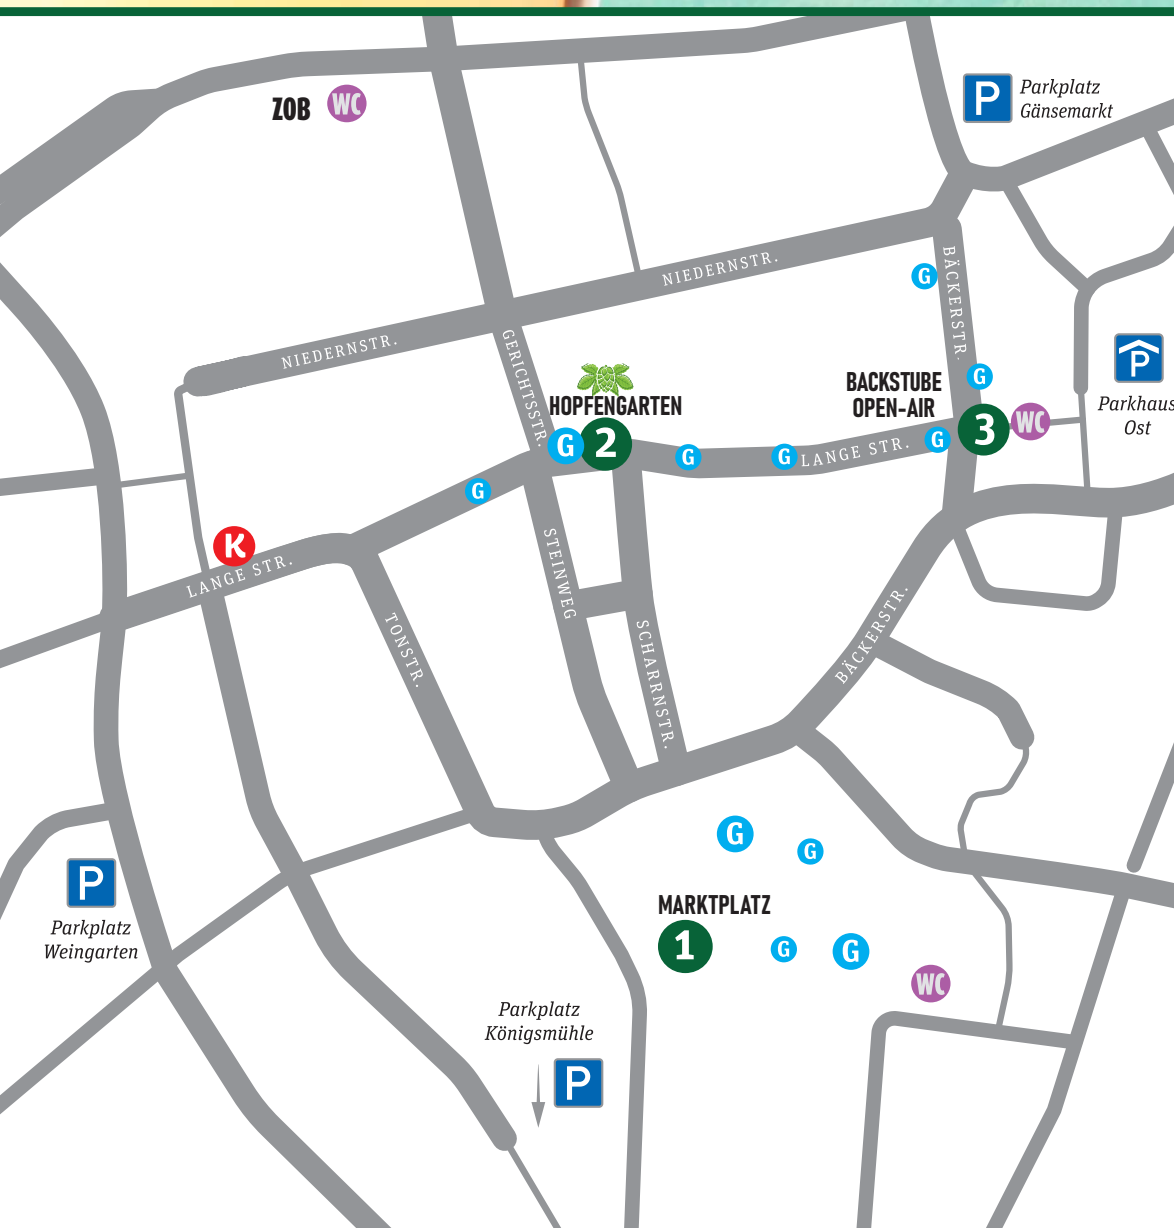 P
Parkplatz
Gänsemarkt
ZOB
WC
NIEDERNSTR.
G
BÄCKERSTR.
NIEDERNSTR.
GERICHTSSTR.
P
Parkhaus
Ost
G
BACKSTUBE
OPEN-AIR
HOPFENGARTEN
G
2
3
WC
G
G
G
LANGE STR.
G
K
LANGE STR.
STEINWEG
TONSTR.
SCHARRNSTR.
BÄCKERSTR.
G
G
P
Parkplatz
Weingarten
MARKTPLATZ
1
G
G
WC
Parkplatz
Königsmühle
P